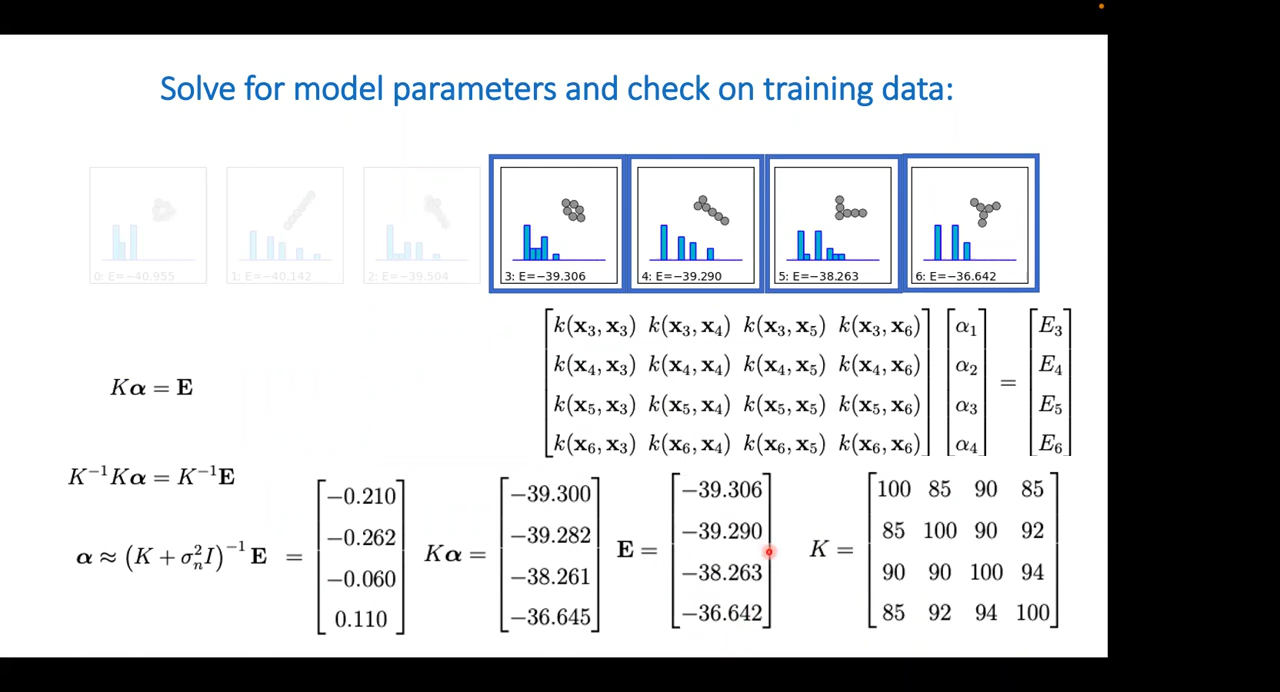 Solve for model parameters and check on training data:
0: E=−40.955
1: E=−40.142
2: E=−39.504
3: E=−39.306
4: E=−39.290
5: E=−38.263
6: E=−36.642
k(x₃, x₃) k(x₃, x₄) k(x₃, x₅) k(x₃, x₆) α₁ E₃
k(x₄, x₃) k(x₄, x₄) k(x₄, x₅) k(x₄, x₆) α₂ E₄
=
k(x₅, x₃) k(x₅, x₄) k(x₅, x₅) k(x₅, x₆) α₃ E₅
k(x₆, x₃) k(x₆, x₄) k(x₆, x₅) k(x₆, x₆) α₄ E₆
Kα = E
K⁻¹Kα = K⁻¹E
α ≈ (K + σₙ²I)⁻¹ E =
−0.210
−0.262
−0.060
0.110
Kα =
−39.300
−39.282
−38.261
−36.645
E =
−39.306
−39.290
−38.263
−36.642
K =
100 85 90 85
85 100 90 92
90 90 100 94
85 92 94 100